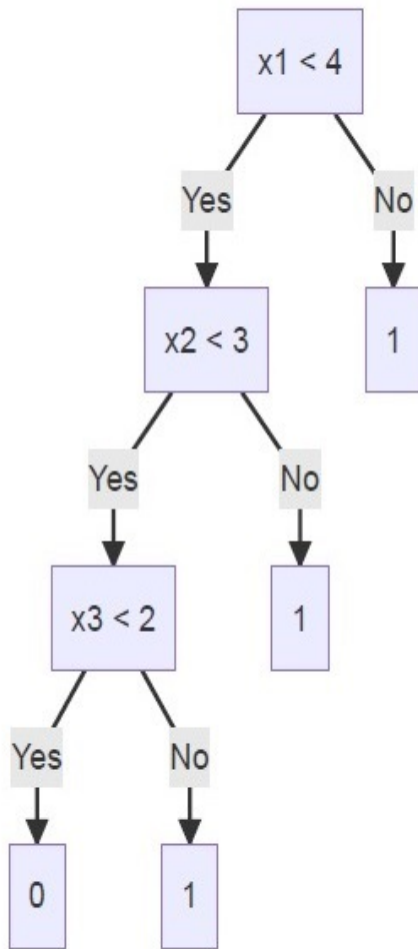 x1 < 4
Yes
No
x2 < 3
1
Yes
No
x3 < 2
1
Yes
No
0
1